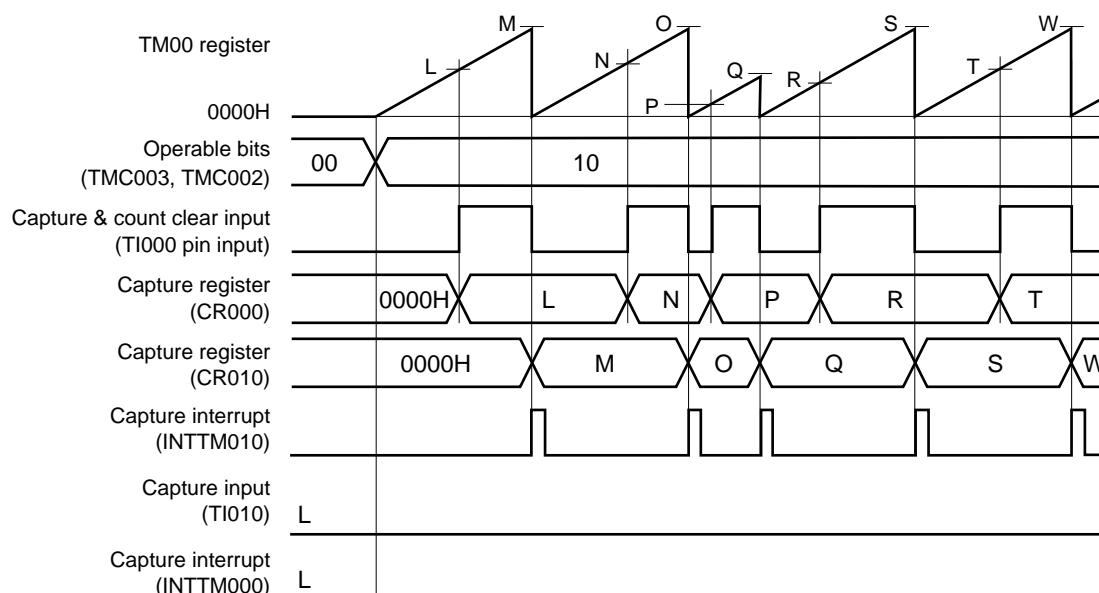 M O S W
L N Q R T
P
TM00 register
0000H
Operable bits
(TMC003, TMC002)
00 10
Capture & count clear input
(TI000 pin input)
Capture register
(CR000)
0000H L N P R T
Capture register
(CR010)
0000H M O Q S W
Capture interrupt
(INTTM010)
Capture input
(TI010)
L
Capture interrupt
(INTTM000)
L